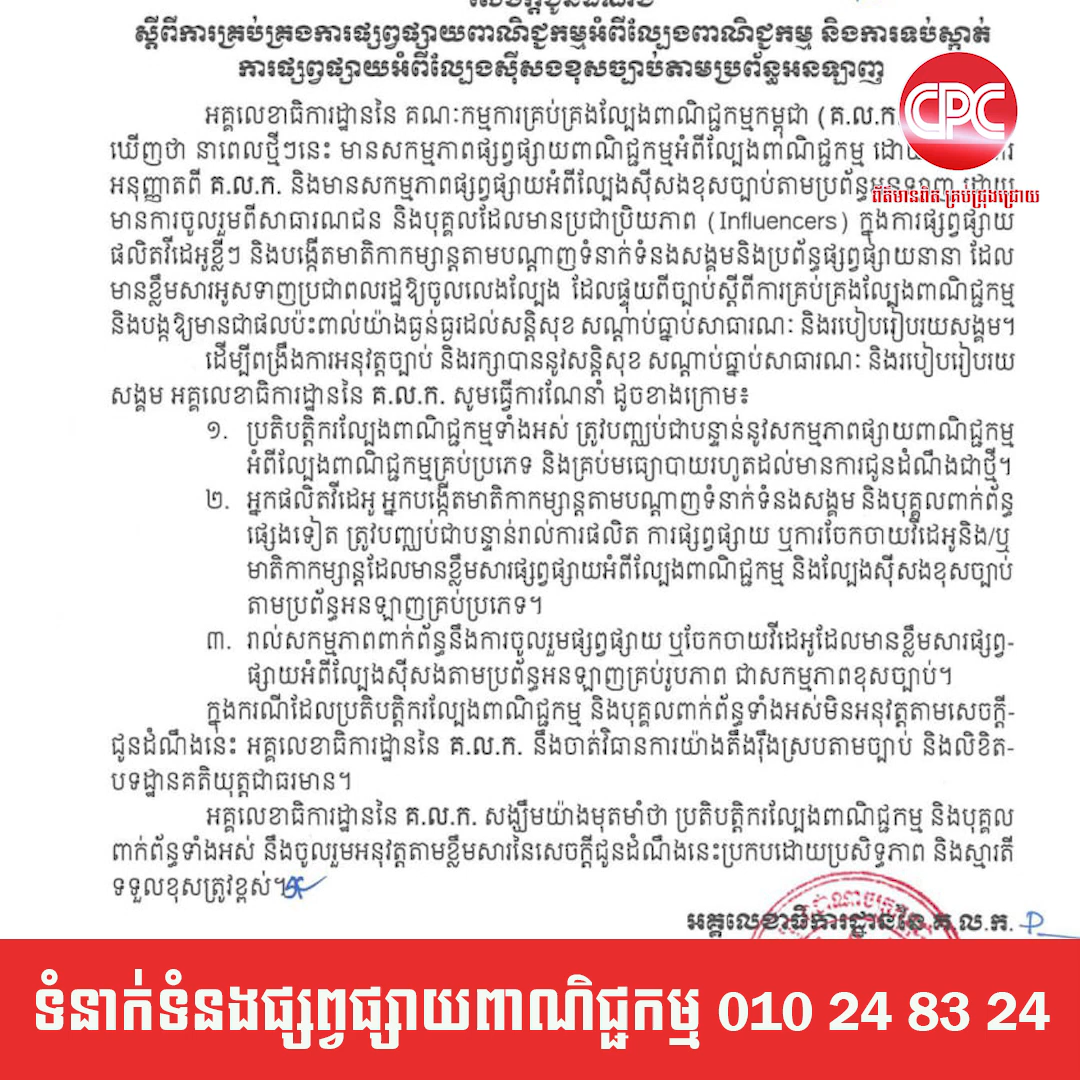 សេចក្តីជូនដំណឹង
ស្តីពីការគ្រប់គ្រងការផ្សព្វផ្សាយពាណិជ្ជកម្មអំពីល្បែងពាណិជ្ជកម្ម និងការទប់ស្កាត់
ការផ្សព្វផ្សាយអំពីល្បែងស៊ីសងខុសច្បាប់តាមប្រព័ន្ធអនឡាញ
អគ្គលេខាធិការដ្ឋាននៃ គណៈកម្មការគ្រប់គ្រងល្បែងពាណិជ្ជកម្មកម្ពុជា (គ.ល.ក
CPC
ឃើញថា នាពេលថ្មីៗនេះ មានសកម្មភាពផ្សព្វផ្សាយពាណិជ្ជកម្មអំពីល្បែងពាណិជ្ជកម្ម ដោយ
អនុញ្ញាតពី គ.ល.ក. និងមានសកម្មភាពផ្សព្វផ្សាយអំពីល្បែងស៊ីសងខុសច្បាប់តាមប្រព័ន្ធអនឡាញ ដោយ
ព័ត៌មានពិត គ្រប់ជ្រុងជ្រោយ
មានការចូលរួមពីសាធារណជន និងបុគ្គលដែលមានប្រជាប្រិយភាព (Influencers) ក្នុងការផ្សព្វផ្សាយ
ផលិតវីដេអូខ្លីៗ និងបង្កើតមាតិកាកម្សាន្តតាមបណ្តាញទំនាក់ទំនងសង្គមនិងប្រព័ន្ធផ្សព្វផ្សាយនានា ដែល
មានខ្លឹមសារអូសទាញប្រជាពលរដ្ឋឱ្យចូលលេងល្បែង ដែលផ្ទុយពីច្បាប់ស្តីពីការគ្រប់គ្រងល្បែងពាណិជ្ជកម្ម
និងបង្កឱ្យមានជាផលប៉ះពាល់យ៉ាងធ្ងន់ធ្ងរដល់សន្តិសុខ សណ្តាប់ធ្នាប់សាធារណៈ និងរបៀបរៀបរយសង្គម។
ដើម្បីពង្រឹងការអនុវត្តច្បាប់ និងរក្សាបាននូវសន្តិសុខ សណ្តាប់ធ្នាប់សាធារណៈ និងរបៀបរៀបរយ
សង្គម អគ្គលេខាធិការដ្ឋាននៃ គ.ល.ក. សូមធ្វើការណែនាំ ដូចខាងក្រោម៖
១. ប្រតិបត្តិករល្បែងពាណិជ្ជកម្មទាំងអស់ ត្រូវបញ្ឈប់ជាបន្ទាន់នូវសកម្មភាពផ្សាយពាណិជ្ជកម្ម
អំពីល្បែងពាណិជ្ជកម្មគ្រប់ប្រភេទ និងគ្រប់មធ្យោបាយរហូតដល់មានការជូនដំណឹងជាថ្មី។
២. អ្នកផលិតវីដេអូ អ្នកបង្កើតមាតិកាកម្សាន្តតាមបណ្តាញទំនាក់ទំនងសង្គម និងបុគ្គលពាក់ព័ន្ធ
ផ្សេងទៀត ត្រូវបញ្ឈប់ជាបន្ទាន់រាល់ការផលិត ការផ្សព្វផ្សាយ ឬការចែកចាយវីដេអូនិង/ឬ
មាតិកាកម្សាន្តដែលមានខ្លឹមសារផ្សព្វផ្សាយអំពីល្បែងពាណិជ្ជកម្ម និងល្បែងស៊ីសងខុសច្បាប់
តាមប្រព័ន្ធអនឡាញគ្រប់ប្រភេទ។
៣. រាល់សកម្មភាពពាក់ព័ន្ធនឹងការចូលរួមផ្សព្វផ្សាយ ឬចែកចាយវីដេអូដែលមានខ្លឹមសារផ្សព្វ-
ផ្សាយអំពីល្បែងស៊ីសងតាមប្រព័ន្ធអនឡាញគ្រប់រូបភាព ជាសកម្មភាពខុសច្បាប់។
ក្នុងករណីដែលប្រតិបត្តិករល្បែងពាណិជ្ជកម្ម និងបុគ្គលពាក់ព័ន្ធទាំងអស់មិនអនុវត្តតាមសេចក្តី-
ជូនដំណឹងនេះ អគ្គលេខាធិការដ្ឋាននៃ គ.ល.ក. នឹងចាត់វិធានការយ៉ាងតឹងរ៉ឹងស្របតាមច្បាប់ និងលិខិត-
បទដ្ឋានគតិយុត្តជាធរមាន។
អគ្គលេខាធិការដ្ឋាននៃ គ.ល.ក. សង្ឃឹមយ៉ាងមុតមាំថា ប្រតិបត្តិករល្បែងពាណិជ្ជកម្ម និងបុគ្គល
ពាក់ព័ន្ធទាំងអស់ នឹងចូលរួមអនុវត្តតាមខ្លឹមសារនៃសេចក្តីជូនដំណឹងនេះប្រកបដោយប្រសិទ្ធភាព និងស្មារតី
ទទួលខុសត្រូវខ្ពស់។
អគ្គលេខាធិការដ្ឋាននៃ គ.ល.ក.
ទំនាក់ទំនងផ្សព្វផ្សាយពាណិជ្ជកម្ម 010 24 83 24